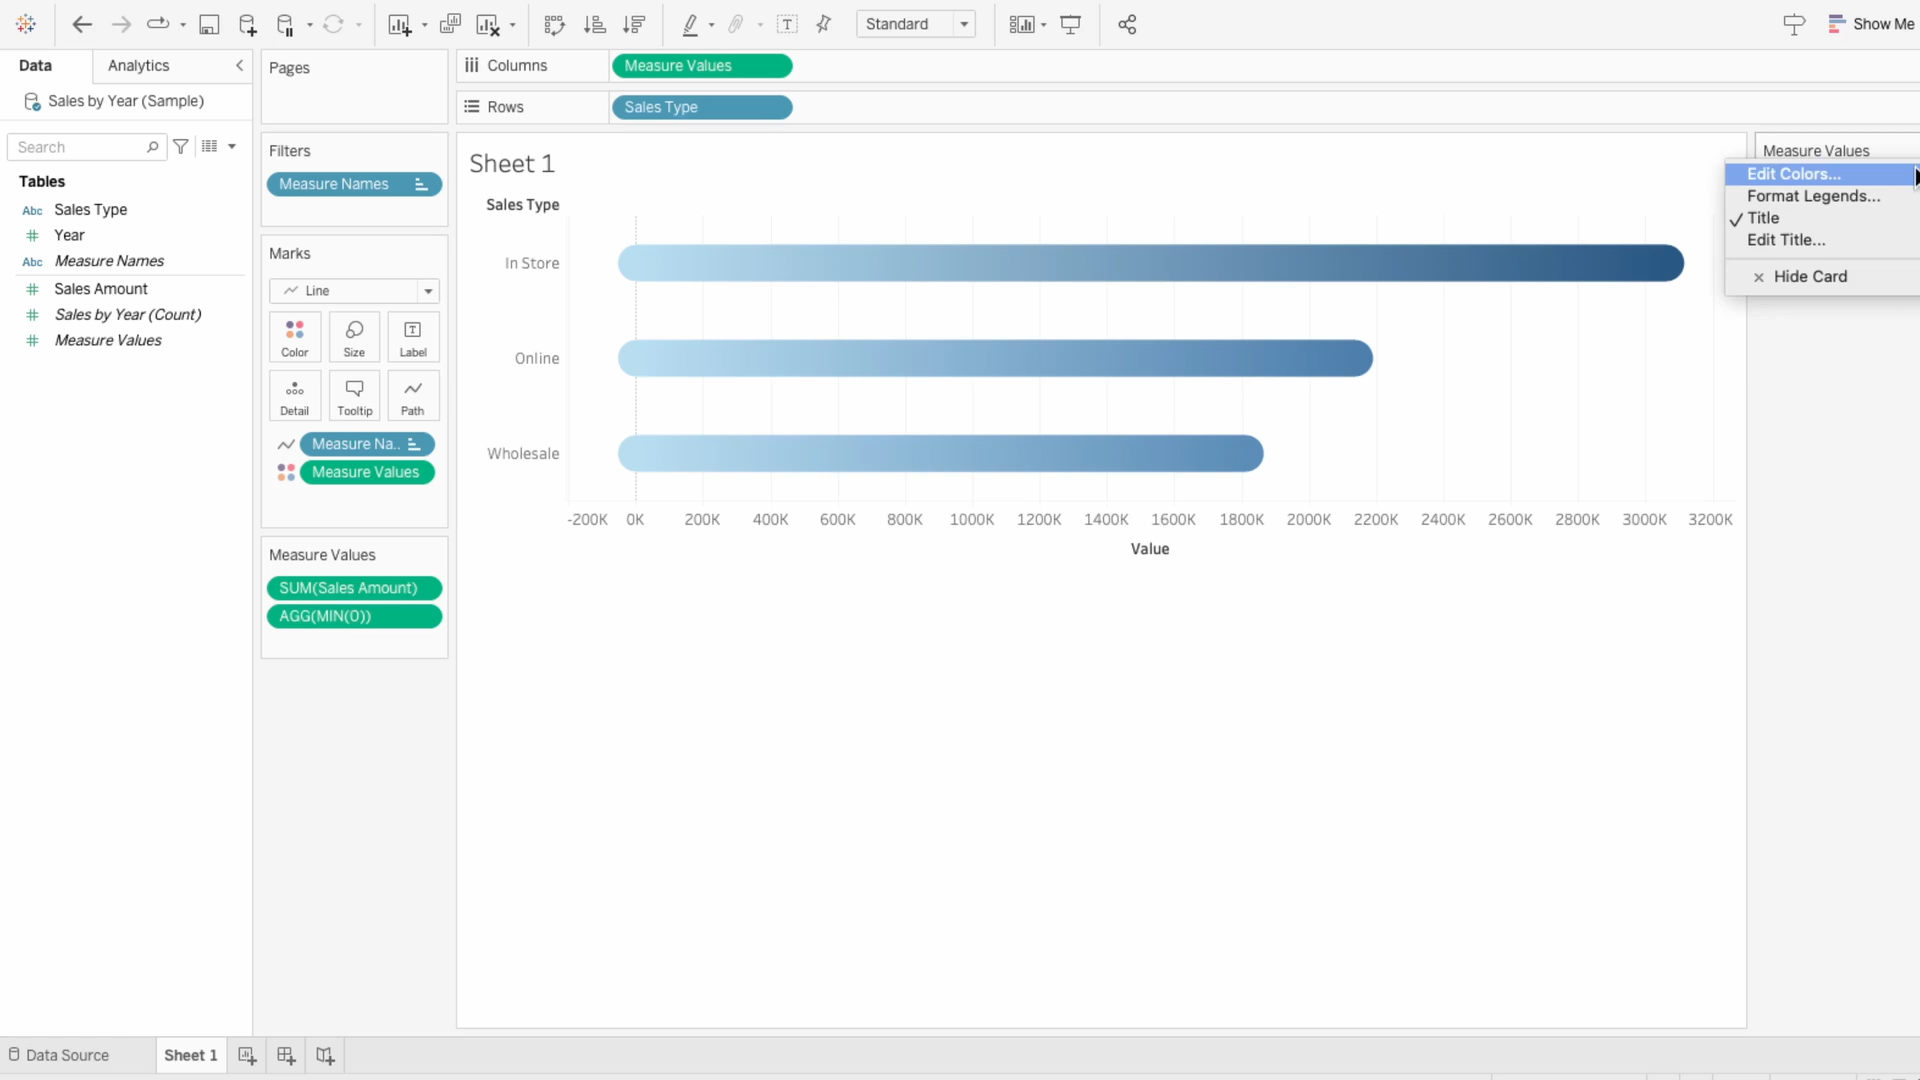 Standard
Show Me
Data
Analytics
Sales by Year (Sample)
Search
Tables
Abc Sales Type
Year
Abc Measure Names
Sales Amount
Sales by Year (Count)
Measure Values
Pages
Filters
Measure Names
Marks
Line
Color
Size
Label
Detail
Tooltip
Path
Measure Na..
Measure Values
Measure Values
SUM(Sales Amount)
AGG(MIN(0))
Columns
Measure Values
Rows
Sales Type
Sheet 1
Sales Type
In Store
Online
Wholesale
-200K 0K 200K 400K 600K 800K 1000K 1200K 1400K 1600K 1800K 2000K 2200K 2400K 2600K 2800K 3000K 3200K
Value
Measure Values
Edit Colors...
Format Legends...
Title
Edit Title...
Hide Card
Data Source
Sheet 1